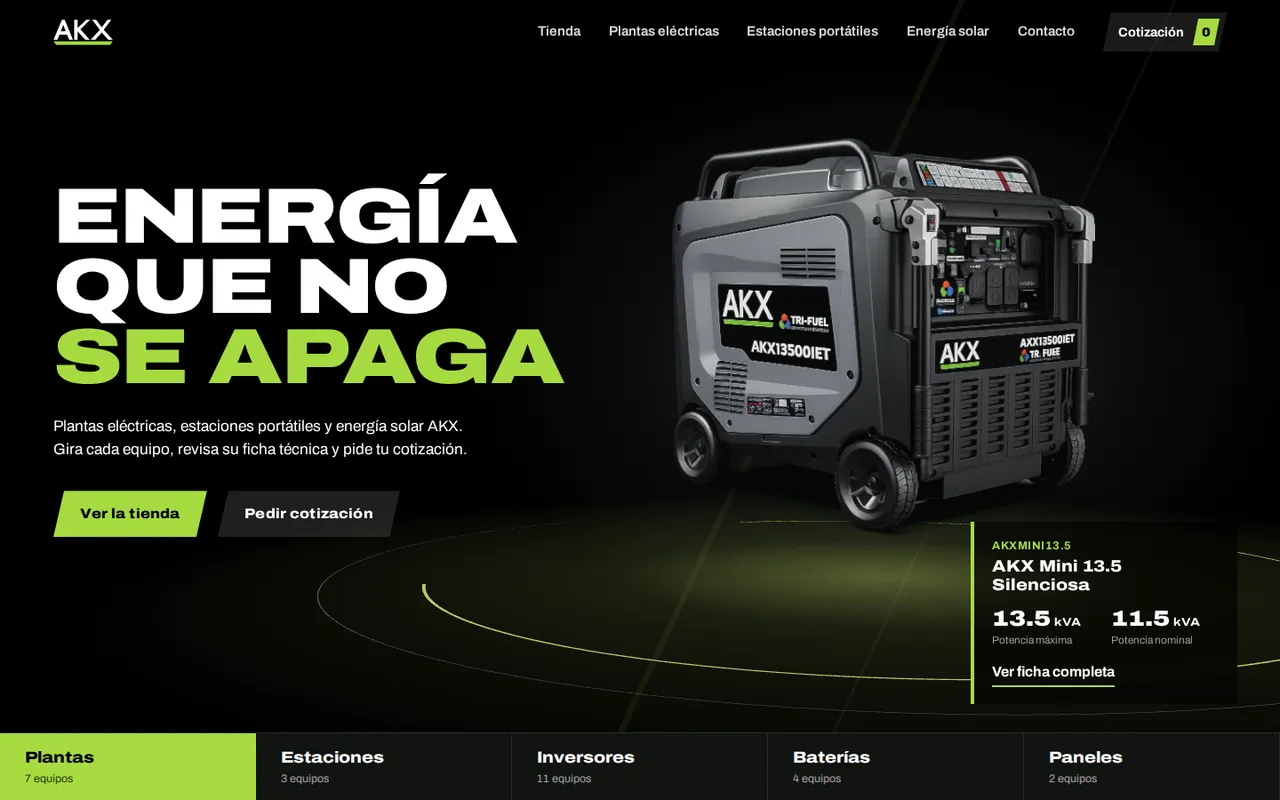 AKX
Tienda
Plantas eléctricas
Estaciones portátiles
Energía solar
Contacto
Cotización 0
ENERGÍA
QUE NO
SE APAGA
Plantas eléctricas, estaciones portátiles y energía solar AKX.
Gira cada equipo, revisa su ficha técnica y pide tu cotización.
Ver la tienda
Pedir cotización
AKX
TRI-FUEL
AKX13500IET
AKX
AXX13500IET
TR. FUEE
AKXMINI13.5
AKX Mini 13.5
Silenciosa
13.5 kVA
Potencia máxima
11.5 kVA
Potencia nominal
Ver ficha completa
Plantas
7 equipos
Estaciones
3 equipos
Inversores
11 equipos
Baterías
4 equipos
Paneles
2 equipos